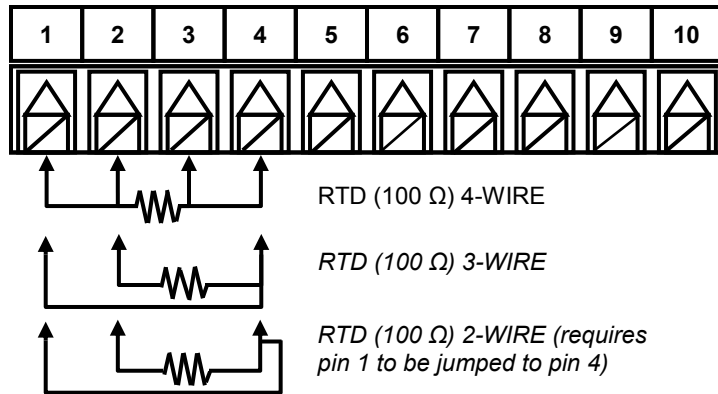 1 2 3 4 5 6 7 8 9 10
RTD (100 Ω) 4-WIRE
RTD (100 Ω) 3-WIRE
RTD (100 Ω) 2-WIRE (requires
pin 1 to be jumped to pin 4)